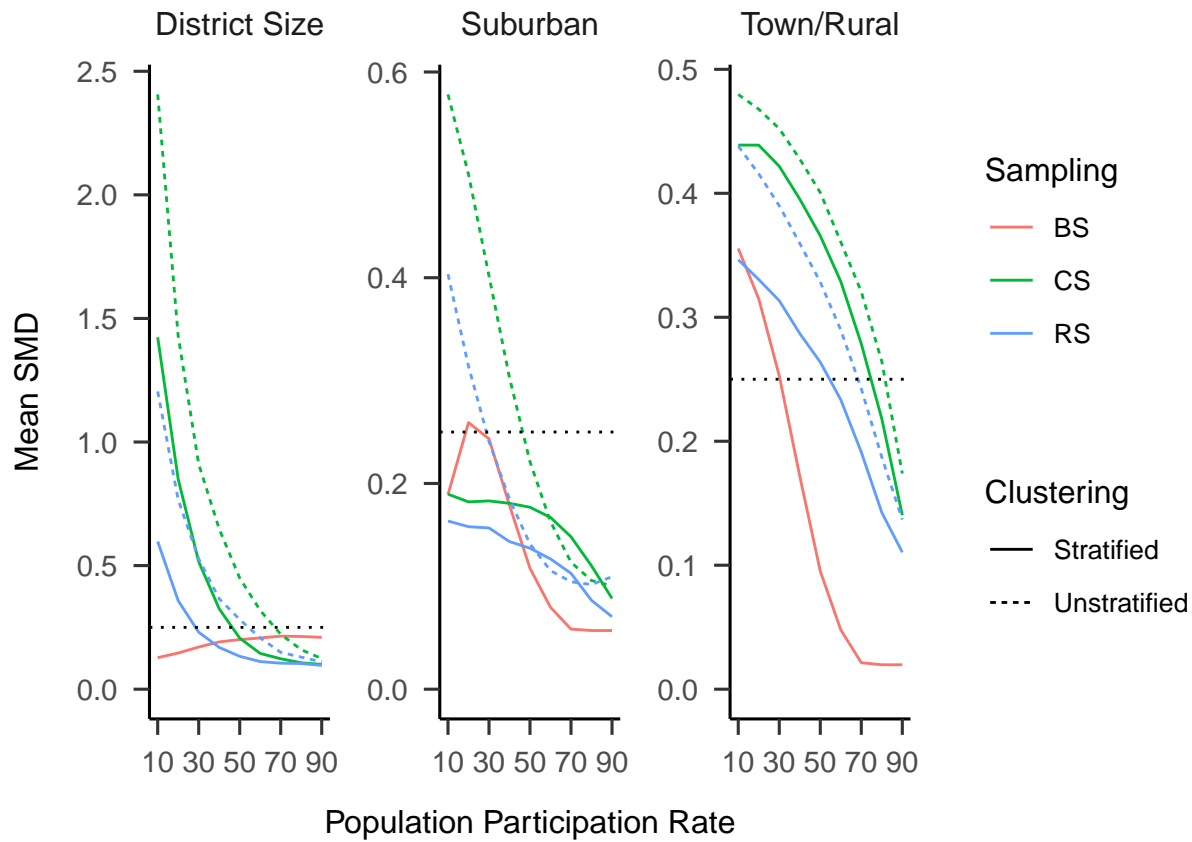 District Size
Suburban
Town/Rural
Mean SMD
2.5
2.0
1.5
1.0
0.5
0.0
10 30 50 70 90
0.6
0.4
0.2
0.0
10 30 50 70 90
0.5
0.4
0.3
0.2
0.1
0.0
10 30 50 70 90
Population Participation Rate
Sampling
BS
CS
RS
Clustering
Stratified
Unstratified